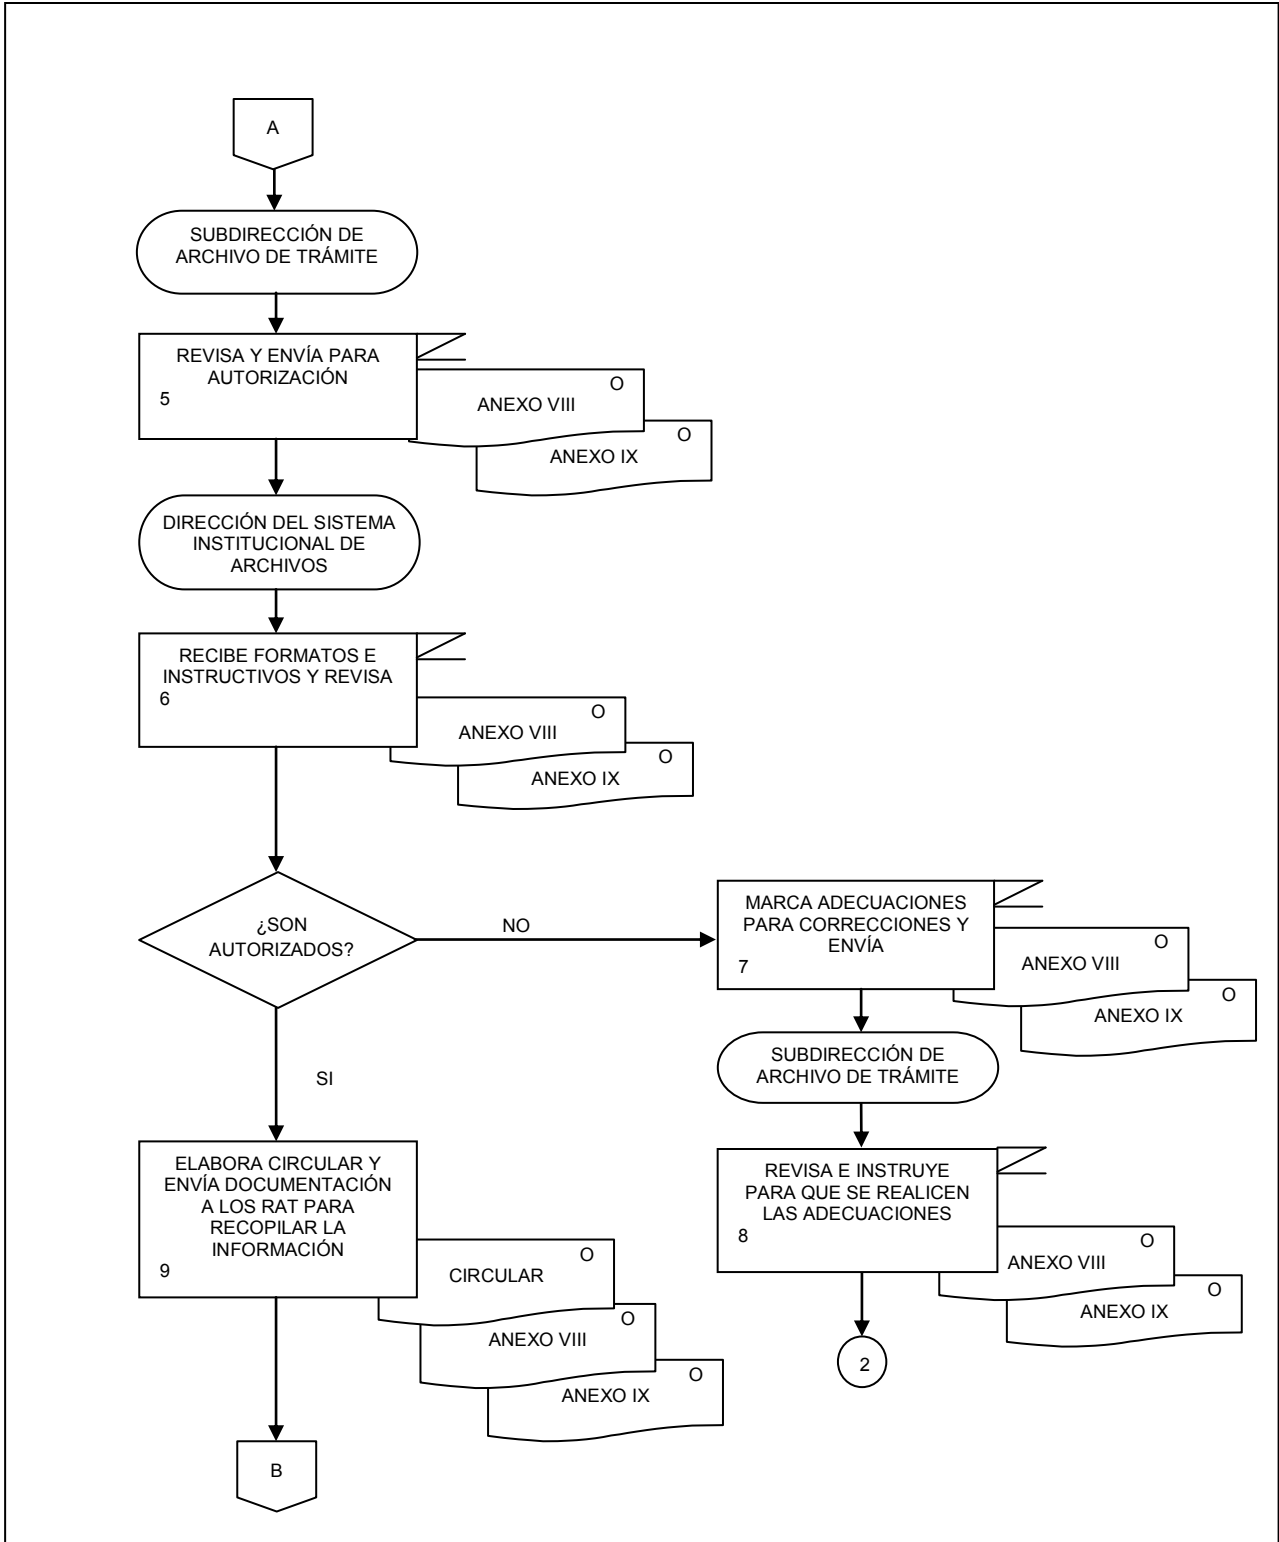 A
SUBDIRECCIÓN DE
ARCHIVO DE TRÁMITE
REVISA Y ENVÍA PARA
AUTORIZACIÓN
5
O
ANEXO VIII
O
ANEXO IX
DIRECCIÓN DEL SISTEMA
INSTITUCIONAL DE
ARCHIVOS
RECIBE FORMATOS E
INSTRUCTIVOS Y REVISA
6
O
ANEXO VIII
O
ANEXO IX
¿SON
AUTORIZADOS?
NO
MARCA ADECUACIONES
PARA CORRECCIONES Y
ENVÍA
7
O
ANEXO VIII
O
ANEXO IX
SUBDIRECCIÓN DE
ARCHIVO DE TRÁMITE
REVISA E INSTRUYE
PARA QUE SE REALICEN
LAS ADECUACIONES
8
O
ANEXO VIII
O
ANEXO IX
2
SI
ELABORA CIRCULAR Y
ENVÍA DOCUMENTACIÓN
A LOS RAT PARA
RECOPILAR LA
INFORMACIÓN
9
O
CIRCULAR
O
ANEXO VIII
O
ANEXO IX
B